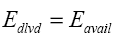 E_dlvd = E_avail